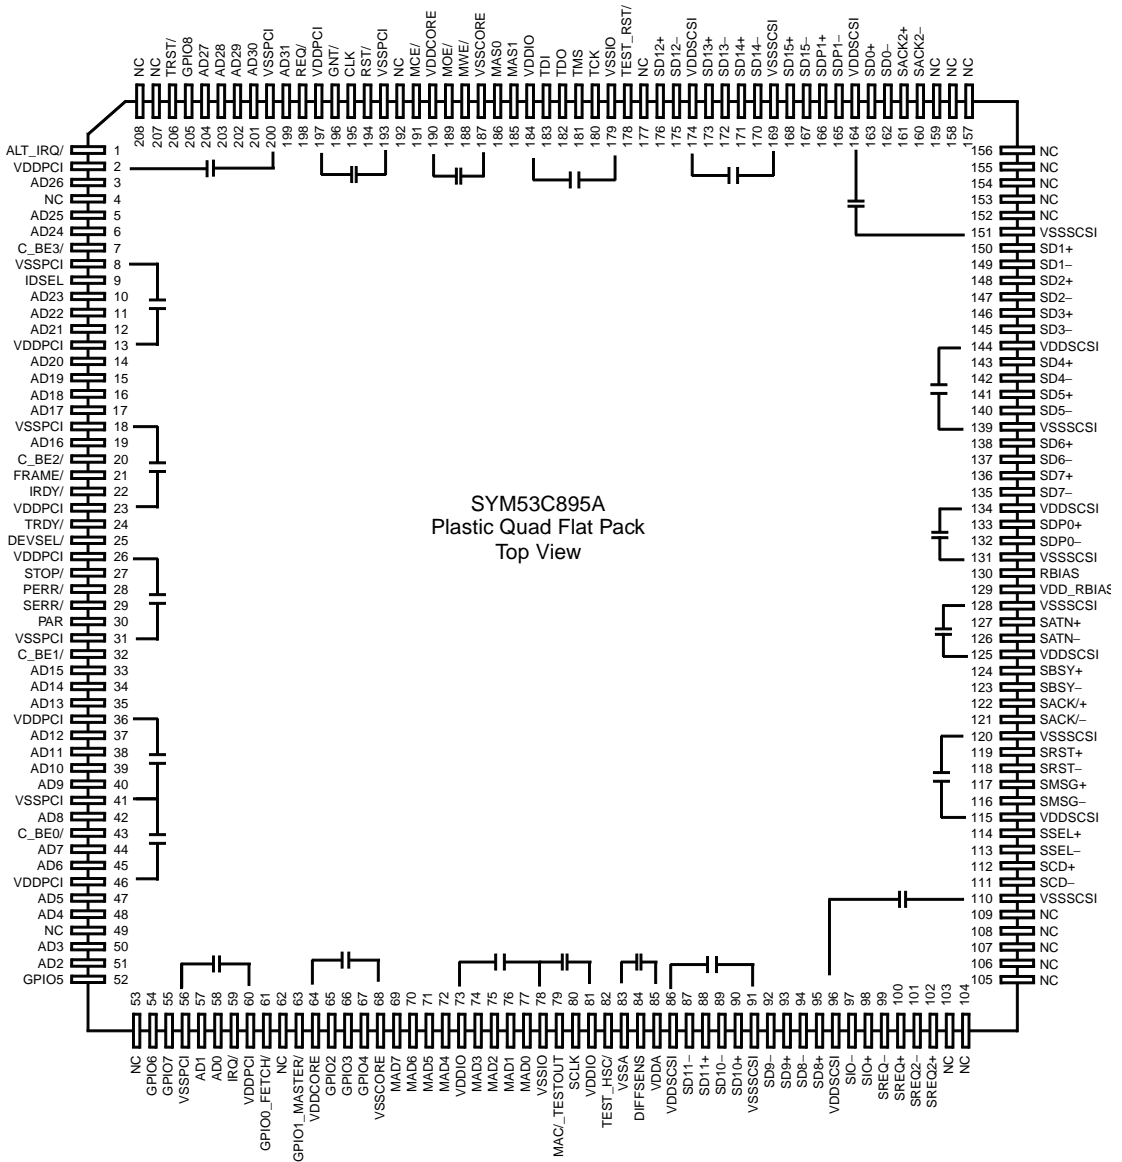 NC
NC
TRST/
GPIO8
AD27
AD28
AD29
AD30
VSSPCI
AD31
REQ/
VDDPCI
GNT/
CLK
RST/
VSSPCI
NC
MCE/
VDDCORE
MOE/
MWE/
VSSCORE
MAS0
MAS1
VDDIO
TDI
TDO
TMS
TCK
VSSIO
TEST_RST/
NC
SD12+
SD12–
VDDSCSI
SD13+
SD13–
SD14+
SD14–
VSSSCSI
SD15+
SD15–
SDP1+
SDP1–
VDDSCSI
SD0+
SD0–
SACK2+
SACK2–
NC
NC
NC
208
207
206
205
204
203
202
201
200
199
198
197
196
195
194
193
192
191
190
189
188
187
186
185
184
183
182
181
180
179
178
177
176
175
174
173
172
171
170
169
168
167
166
165
164
163
162
161
160
159
158
157
ALT_IRQ/ 1
VDDPCI 2
AD26 3
NC 4
AD25 5
AD24 6
C_BE3/ 7
VSSPCI 8
IDSEL 9
AD23 10
AD22 11
AD21 12
VDDPCI 13
AD20 14
AD19 15
AD18 16
AD17 17
VSSPCI 18
AD16 19
C_BE2/ 20
FRAME/ 21
IRDY/ 22
VDDPCI 23
TRDY/ 24
DEVSEL/ 25
VDDPCI 26
STOP/ 27
PERR/ 28
SERR/ 29
PAR 30
VSSPCI 31
C_BE1/ 32
AD15 33
AD14 34
AD13 35
VDDPCI 36
AD12 37
AD11 38
AD10 39
AD9 40
VSSPCI 41
AD8 42
C_BE0/ 43
AD7 44
AD6 45
VDDPCI 46
AD5 47
AD4 48
NC 49
AD3 50
AD2 51
GPIO5 52
SYM53C895A
Plastic Quad Flat Pack
Top View
156 NC
155 NC
154 NC
153 NC
152 NC
151 VSSSCSI
150 SD1+
149 SD1–
148 SD2+
147 SD2–
146 SD3+
145 SD3–
144 VDDSCSI
143 SD4+
142 SD4–
141 SD5+
140 SD5–
139 VSSSCSI
138 SD6+
137 SD6–
136 SD7+
135 SD7–
134 VDDSCSI
133 SDP0+
132 SDP0–
131 VSSSCSI
130 RBIAS
129 VDD_RBIAS
128 VSSSCSI
127 SATN+
126 SATN–
125 VDDSCSI
124 SBSY+
123 SBSY–
122 SACK/+
121 SACK/–
120 VSSSCSI
119 SRST+
118 SRST–
117 SMSG+
116 SMSG–
115 VDDSCSI
114 SSEL+
113 SSEL–
112 SCD+
111 SCD–
110 VSSSCSI
109 NC
108 NC
107 NC
106 NC
105 NC
53
54
55
56
57
58
59
60
61
62
63
64
65
66
67
68
69
70
71
72
73
74
75
76
77
78
79
80
81
82
83
84
85
86
87
88
89
90
91
92
93
94
95
96
97
98
99
100
101
102
103
104
NC
GPIO6
GPIO7
VSSPCI
AD1
AD0
IRQ/
VDDPCI
GPIO0_FETCH/
NC
GPIO1_MASTER/
VDDCORE
GPIO2
GPIO3
GPIO4
VSSCORE
MAD7
MAD6
MAD5
MAD4
VDDIO
MAD3
MAD2
MAD1
MAD0
VSSIO
MAC/_TESTOUT
SCLK
VDDIO
TEST_HSC/
VSSA
DIFFSENS
VDDA
VDDSCSI
SD11–
SD11+
SD10–
SD10+
VSSSCSI
SD9–
SD9+
SD8–
SD8+
VDDSCSI
SIO–
SIO+
SREQ–
SREQ+
SREQ2–
SREQ2+
NC
NC